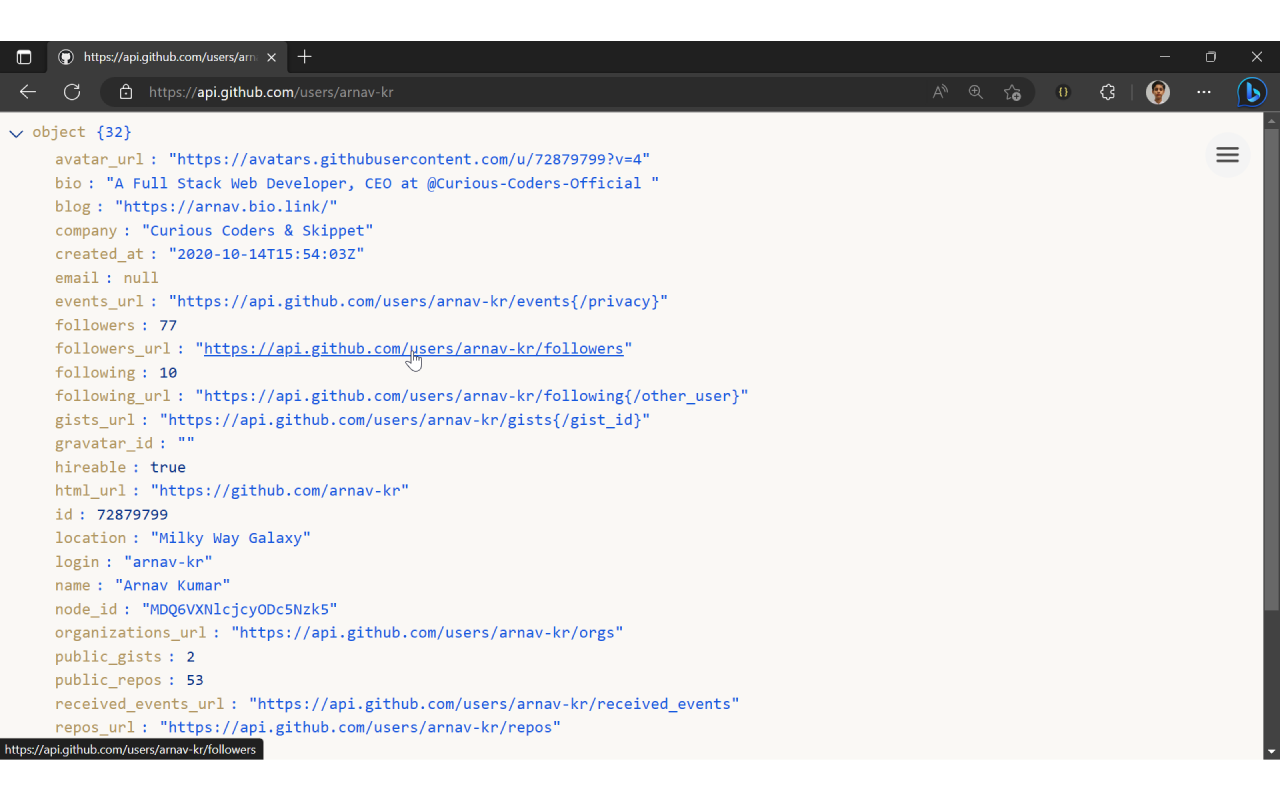 https://api.github.com/users/arn
https://api.github.com/users/arnav-kr
object {32}
avatar_url : "https://avatars.githubusercontent.com/u/72879799?v=4"
bio : "A Full Stack Web Developer, CEO at @Curious-Coders-Official "
blog : "https://arnav.bio.link/"
company : "Curious Coders & Skippet"
created_at : "2020-10-14T15:54:03Z"
email : null
events_url : "https://api.github.com/users/arnav-kr/events{/privacy}"
followers : 77
followers_url : "https://api.github.com/users/arnav-kr/followers"
following : 10
following_url : "https://api.github.com/users/arnav-kr/following{/other_user}"
gists_url : "https://api.github.com/users/arnav-kr/gists{/gist_id}"
gravatar_id : ""
hireable : true
html_url : "https://github.com/arnav-kr"
id : 72879799
location : "Milky Way Galaxy"
login : "arnav-kr"
name : "Arnav Kumar"
node_id : "MDQ6VXNlcjcyODc5Nzk5"
organizations_url : "https://api.github.com/users/arnav-kr/orgs"
public_gists : 2
public_repos : 53
received_events_url : "https://api.github.com/users/arnav-kr/received_events"
repos_url : "https://api.github.com/users/arnav-kr/repos"
https://api.github.com/users/arnav-kr/followers